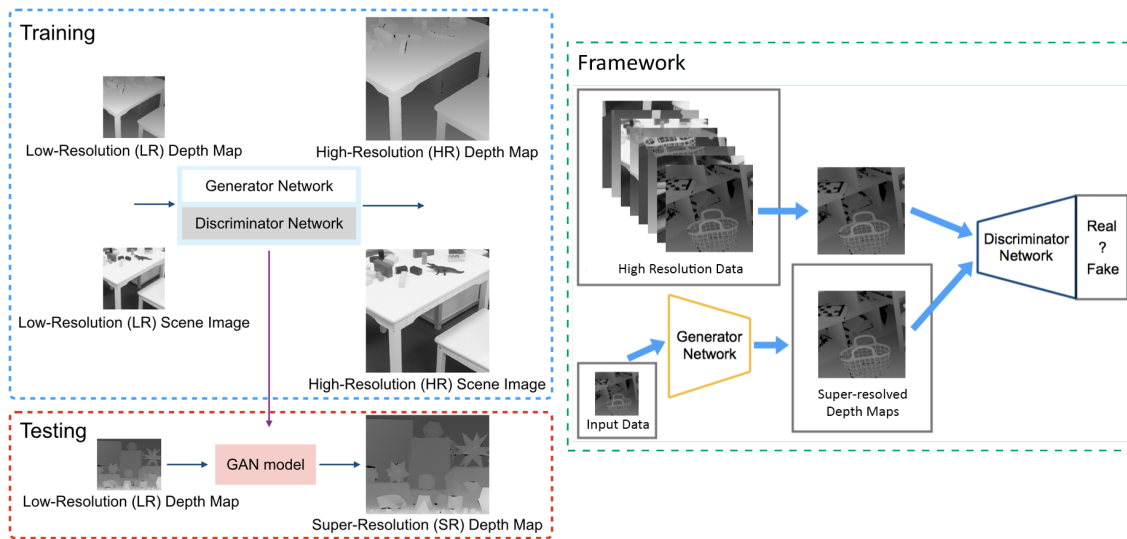 Training
Low-Resolution (LR) Depth Map
High-Resolution (HR) Depth Map
Generator Network
Discriminator Network
Low-Resolution (LR) Scene Image
High-Resolution (HR) Scene Image
Testing
GAN model
Low-Resolution (LR) Depth Map
Super-Resolution (SR) Depth Map
Framework
High Resolution Data
Discriminator
Network
Real
?
Fake
Generator
Network
Input Data
Super-resolved
Depth Maps